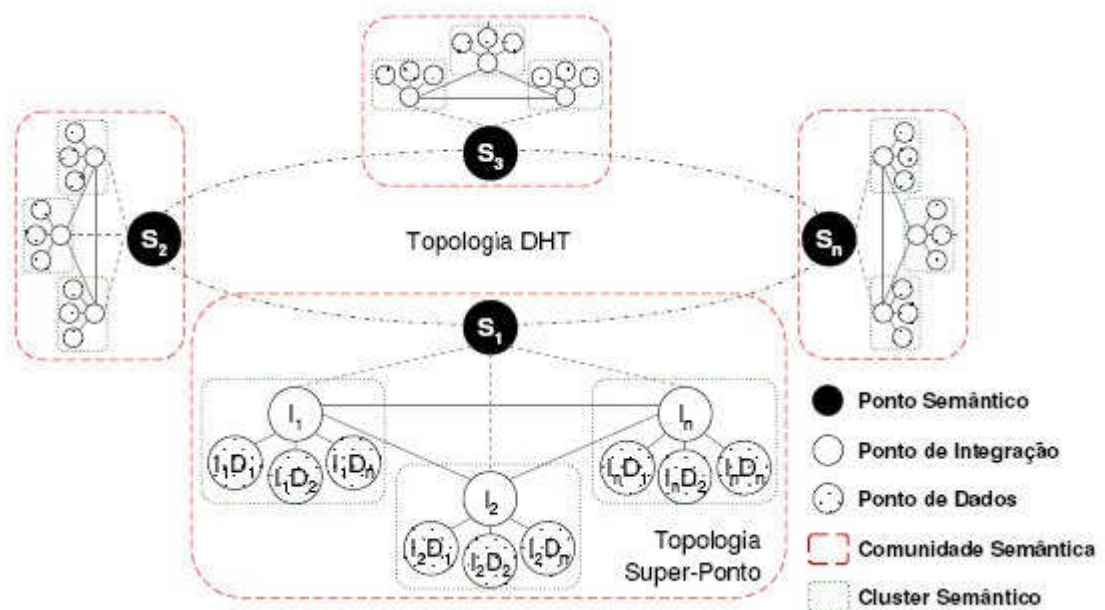 S3
S2
Topologia DHT
Sn
S1
I1
In
I1D1
I1D2
I1Dn
InD1
InD2
InDn
I2
I2D1
I2D2
I2Dn
Topologia
Super-Ponto
Ponto Semântico
Ponto de Integração
Ponto de Dados
Comunidade Semântica
Cluster Semântico